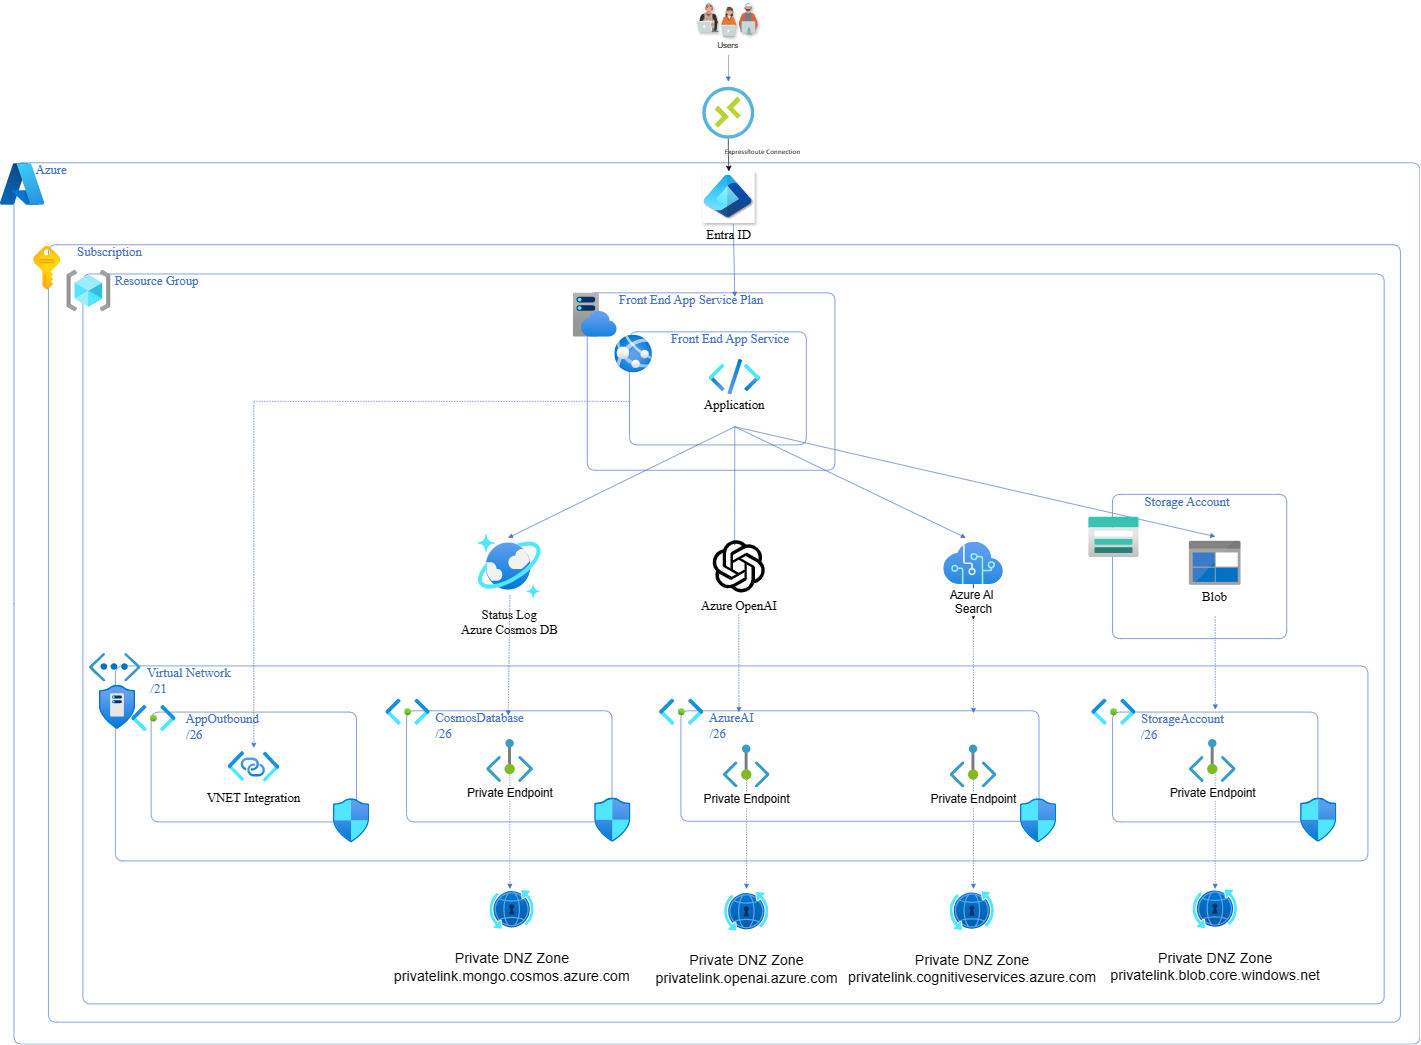 Users
ExpressRoute Connection
Azure
Entra ID
Subscription
Resource Group
Front End App Service Plan
Front End App Service
Application
Storage Account
Status Log
Azure Cosmos DB
Azure OpenAI
Azure AI
Search
Blob
Virtual Network
/21
AppOutbound
/26
VNET Integration
CosmosDatabase
/26
Private Endpoint
AzureAI
/26
Private Endpoint
Private Endpoint
StorageAccount
/26
Private Endpoint
Private DNZ Zone
privatelink.mongo.cosmos.azure.com
Private DNZ Zone
privatelink.openai.azure.com
Private DNZ Zone
privatelink.cognitiveservices.azure.com
Private DNZ Zone
privatelink.blob.core.windows.net